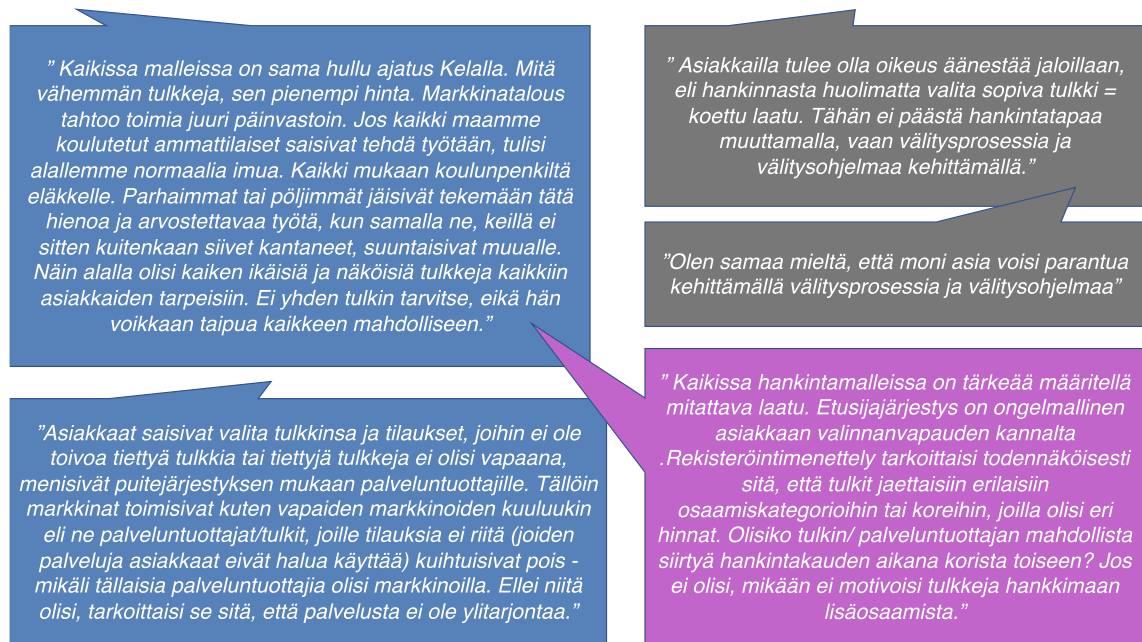 ” Kaikissa malleissa on sama hullu ajatus Kelalla. Mitä
vähemmän tulkkeja, sen pienempi hinta. Markkinatalous
tahtoo toimia juuri päinvastoin. Jos kaikki maamme
koulutetut ammattilaiset saisivat tehdä työtään, tulisi
alallemme normaalia imua. Kaikki mukaan koulunpenkiltä
eläkkelle. Parhaimmat tai pöljimmät jäisivät tekemään tätä
hienoa ja arvostettavaa työtä, kun samalla ne, keillä ei
sitten kuitenkaan siivet kantaneet, suuntaisivat muualle.
Näin alalla olisi kaiken ikäisiä ja näköisiä tulkkeja kaikkiin
asiakkaiden tarpeisiin. Ei yhden tulkin tarvitse, eikä hän
voikkaan taipua kaikkeen mahdolliseen.”
”Asiakkaat saisivat valita tulkkinsa ja tilaukset, joihin ei ole
toivoa tiettyä tulkkia tai tiettyjä tulkkeja ei olisi vapaana,
menisivät puitejärjestyksen mukaan palveluntuottajille. Tällöin
markkinat toimisivat kuten vapaiden markkinoiden kuuluukin
eli ne palveluntuottajat/tulkit, joille tilauksia ei riitä (joiden
palveluja asiakkaat eivät halua käyttää) kuihtuisivat pois -
mikäli tällaisia palveluntuottajia olisi markkinoilla. Ellei niitä
olisi, tarkoittaisi se sitä, että palvelusta ei ole ylitarjontaa.”
” Asiakkailla tulee olla oikeus äänestää jaloillaan,
eli hankinnasta huolimatta valita sopiva tulkki =
koettu laatu. Tähän ei päästä hankintatapaa
muuttamalla, vaan välitysprosessia ja
välitysohjelmaa kehittämällä.”
”Olen samaa mieltä, että moni asia voisi parantua
kehittämällä välitysprosessia ja välitysohjelmaa”
” Kaikissa hankintamalleissa on tärkeää määritellä
mitattava laatu. Etusijajärjestys on ongelmallinen
asiakkaan valinnanvapauden kannalta
.Rekisteröintimenettely tarkoittaisi todennäköisesti
sitä, että tulkit jaettaisiin erilaisiin
osaamiskategorioihin tai koreihin, joilla olisi eri
hinnat. Olisiko tulkin/ palveluntuottajan mahdollista
siirtyä hankintakauden aikana korista toiseen? Jos
ei olisi, mikään ei motivoisi tulkkeja hankkimaan
lisäosaamista.”